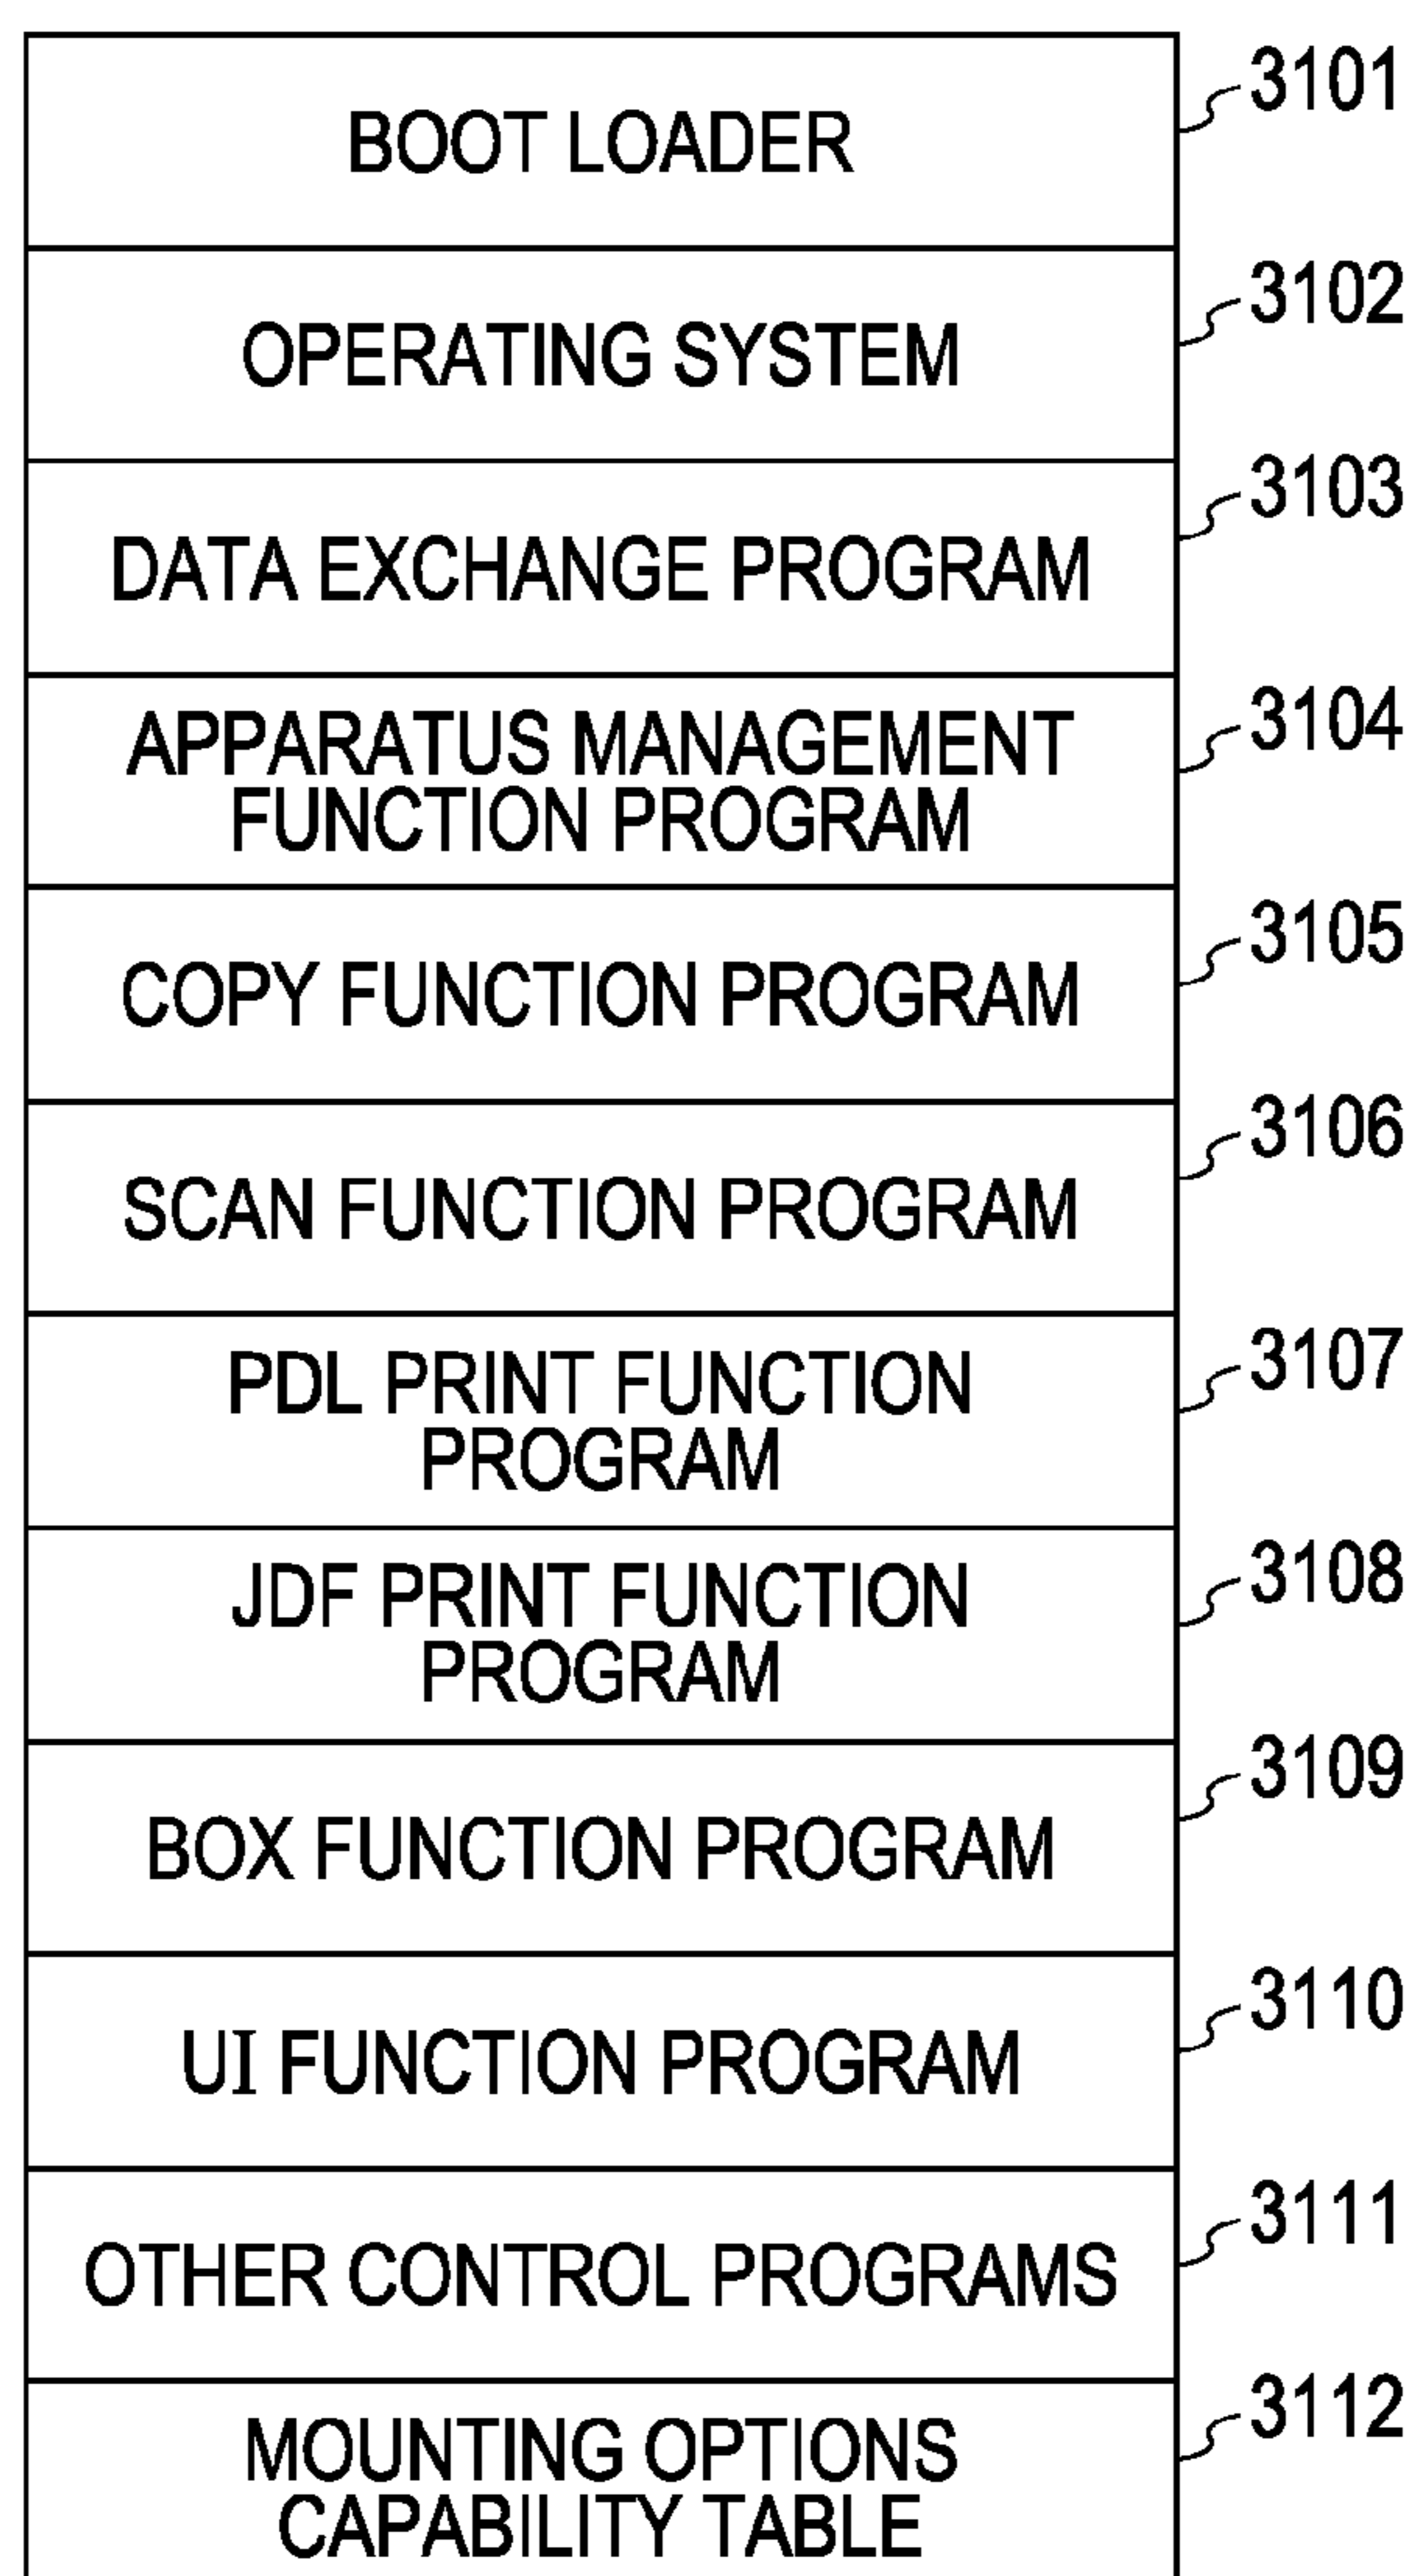 BOOT LOADER
3101
OPERATING SYSTEM
3102
DATA EXCHANGE PROGRAM
3103
APPARATUS MANAGEMENT
FUNCTION PROGRAM
3104
COPY FUNCTION PROGRAM
3105
SCAN FUNCTION PROGRAM
3106
PDL PRINT FUNCTION
PROGRAM
3107
JDF PRINT FUNCTION
PROGRAM
3108
BOX FUNCTION PROGRAM
3109
UI FUNCTION PROGRAM
3110
OTHER CONTROL PROGRAMS
3111
MOUNTING OPTIONS
CAPABILITY TABLE
3112